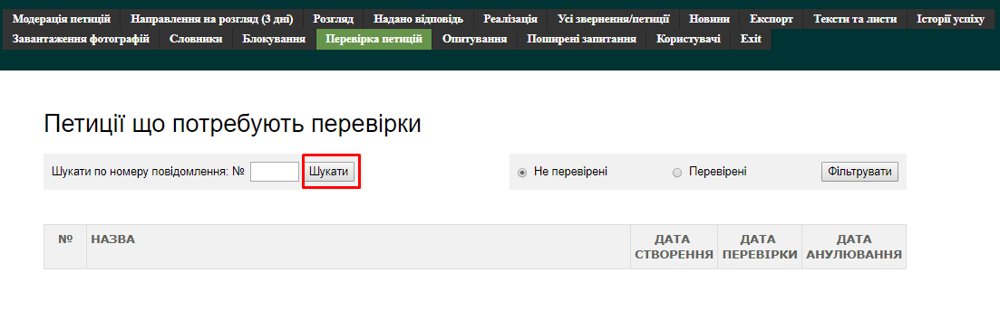 Модерація петицій Направлення на розгляд (3 дні) Розгляд Надано відповідь Реалізація Усі звернення/петиції Новини Експорт Тексти та листи Історії успіху
Завантаження фотографій Словники Блокування Перевірка петицій Опитування Поширені запитання Користувачі Exit
Петиції що потребують перевірки
Шукати по номеру повідомлення: № Шукати Не перевірені Перевірені Фільтрувати
№ НАЗВА ДАТА СТВОРЕННЯ ДАТА ПЕРЕВІРКИ ДАТА АНУЛЮВАННЯ